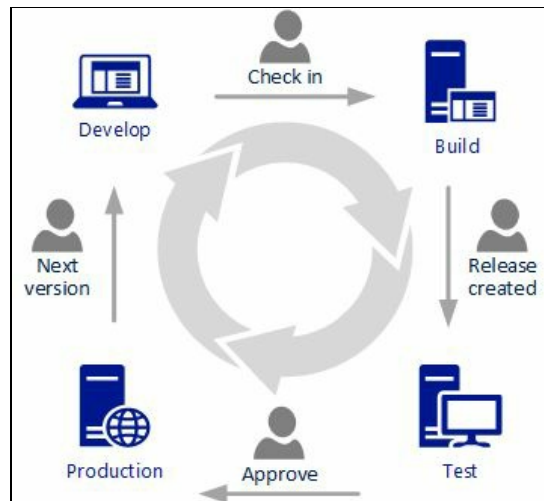 Check in
Develop
Build
Next
version
Release
created
Production
Approve
Test